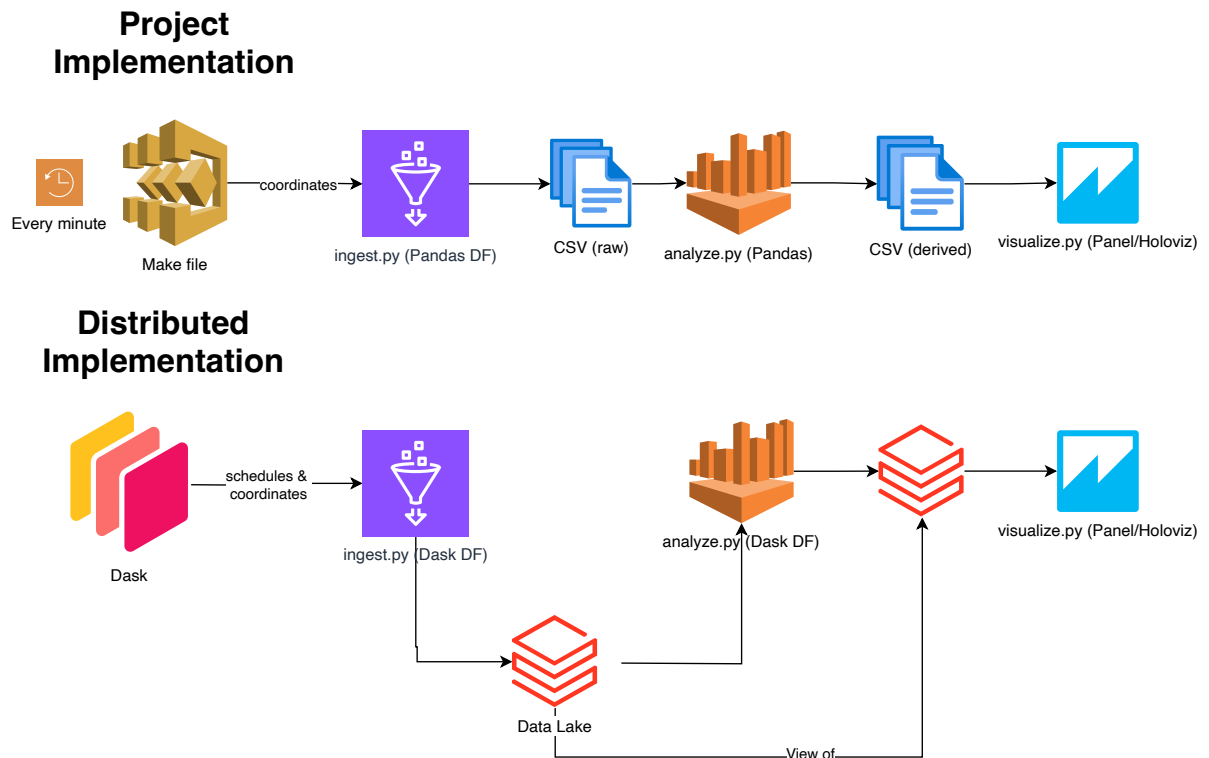 Project
Implementation
Every minute
Make file
coordinates
ingest.py (Pandas DF)
CSV (raw)
analyze.py (Pandas)
CSV (derived)
visualize.py (Panel/Holoviz)
Distributed
Implementation
Dask
schedules &
coordinates
ingest.py (Dask DF)
Data Lake
analyze.py (Dask DF)
View of
visualize.py (Panel/Holoviz)